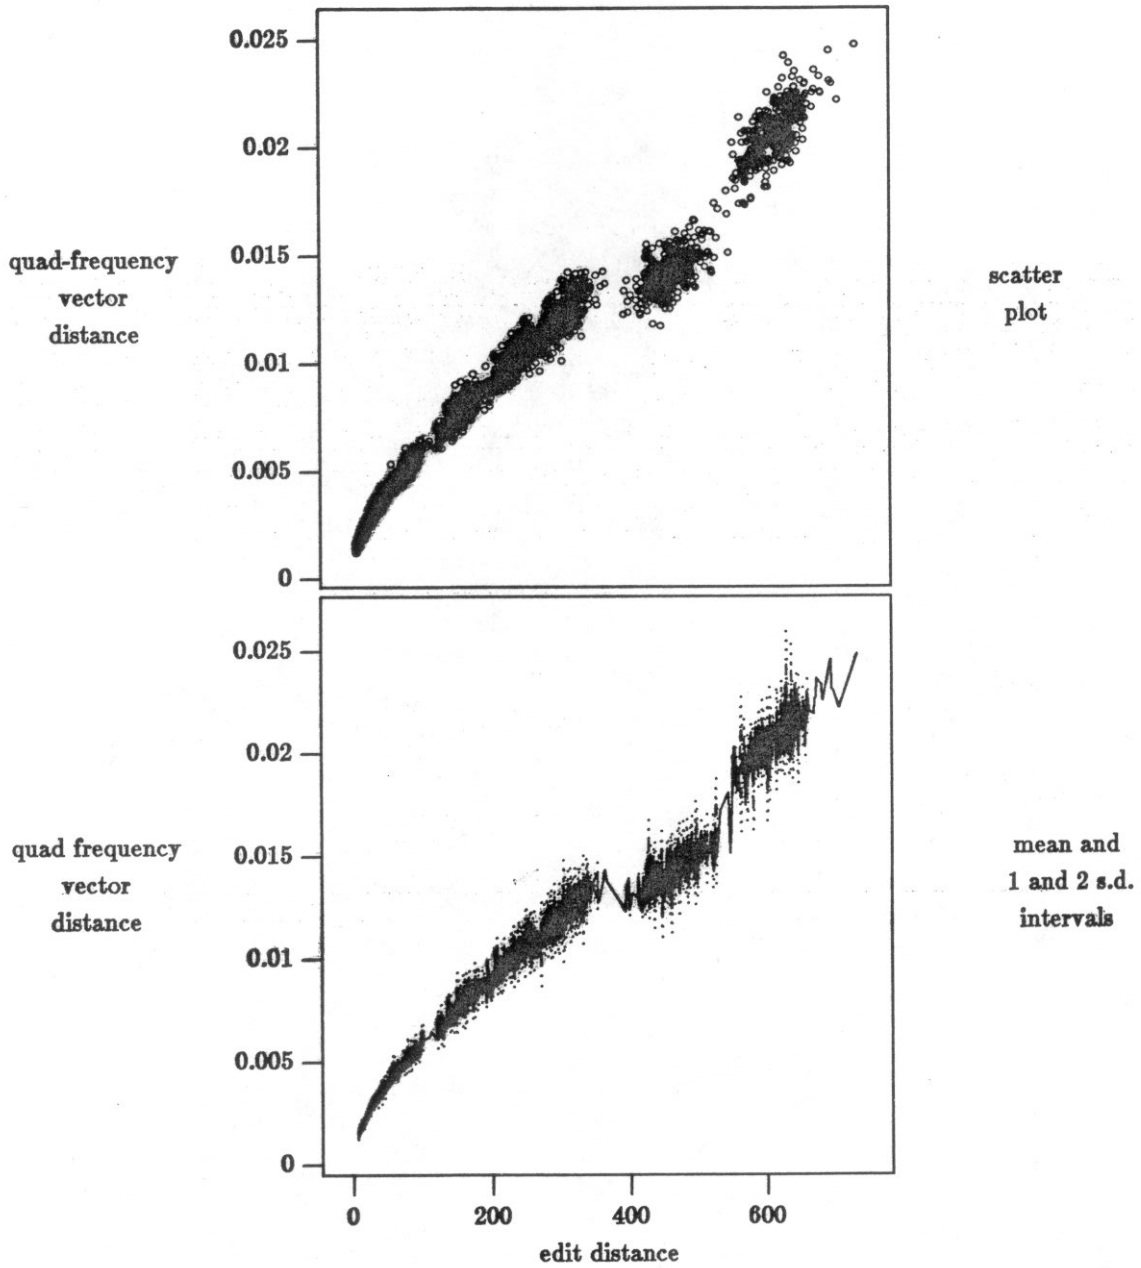 0.025
0.02
0.015
0.01
0.005
0
quad-frequency
vector
distance
scatter
plot
0.025
0.02
0.015
0.01
0.005
0
quad frequency
vector
distance
mean and
1 and 2 s.d.
intervals
0 200 400 600
edit distance